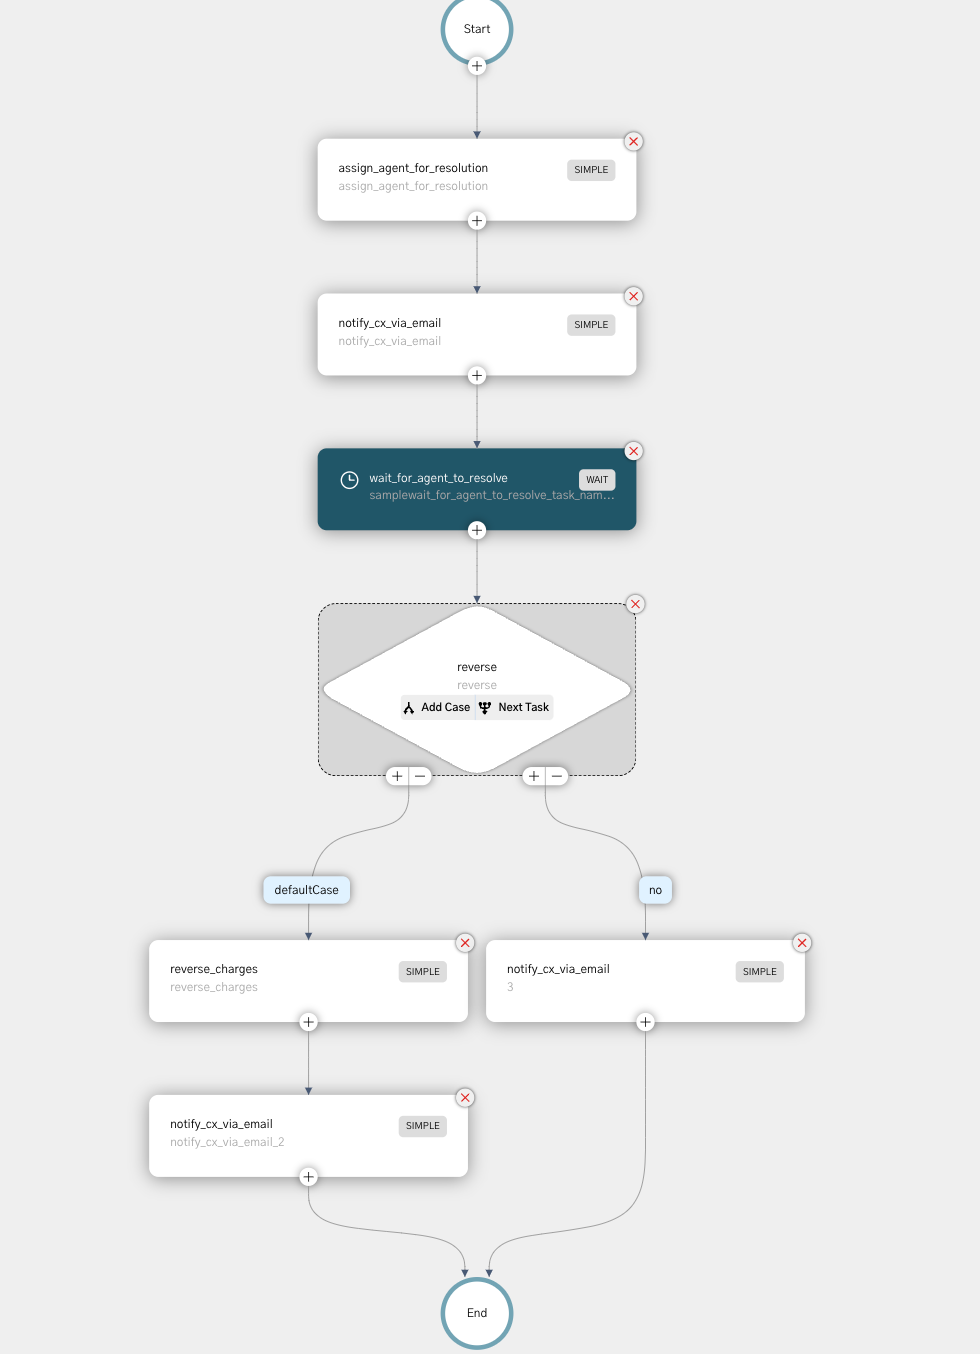 Start
assign_agent_for_resolution
SIMPLE
assign_agent_for_resolution
notify_cx_via_email
SIMPLE
notify_cx_via_email
wait_for_agent_to_resolve
WAIT
samplewait_for_agent_to_resolve_task_nam...
reverse
reverse
Add Case Next Task
defaultCase
no
reverse_charges
SIMPLE
reverse_charges
notify_cx_via_email
SIMPLE
3
notify_cx_via_email
SIMPLE
notify_cx_via_email_2
End